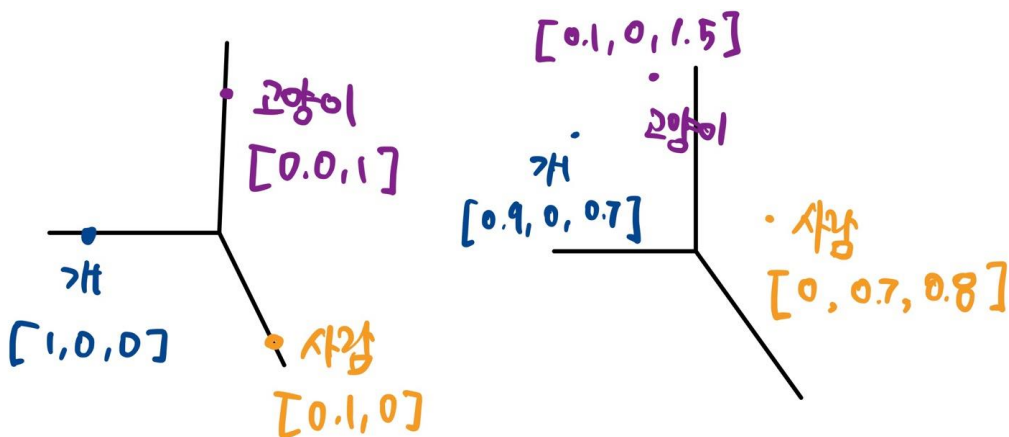 고양이
[0.0,1]
개
[1,0,0]
사람
[0.1,0]
[0.1,0,1.5]
고양이
개
[0.9,0,0.7]
사람
[0,0.7,0.8]